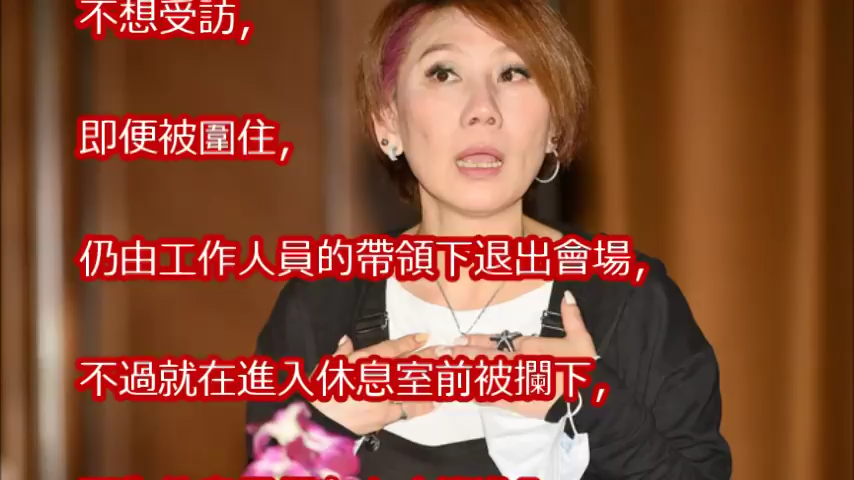 不想受訪，
即便被圍住，
仍由工作人員的帶領下退出會場，
不過就在進入休息室前被攔下，